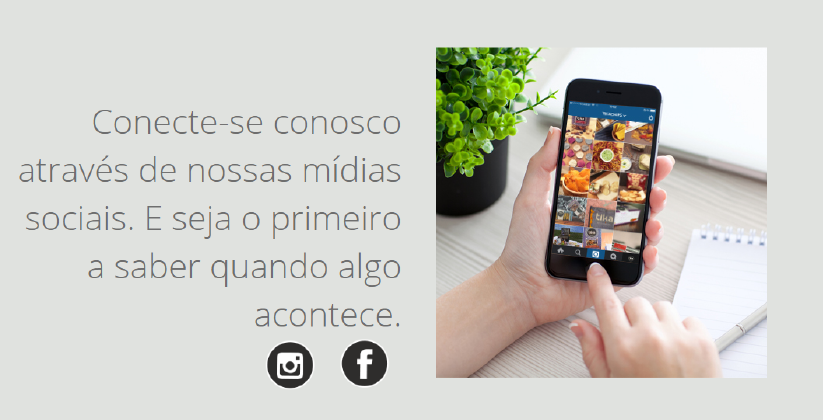 Conecte-se conosco
através de nossas mídias
sociais. E seja o primeiro
a saber quando algo
acontece.